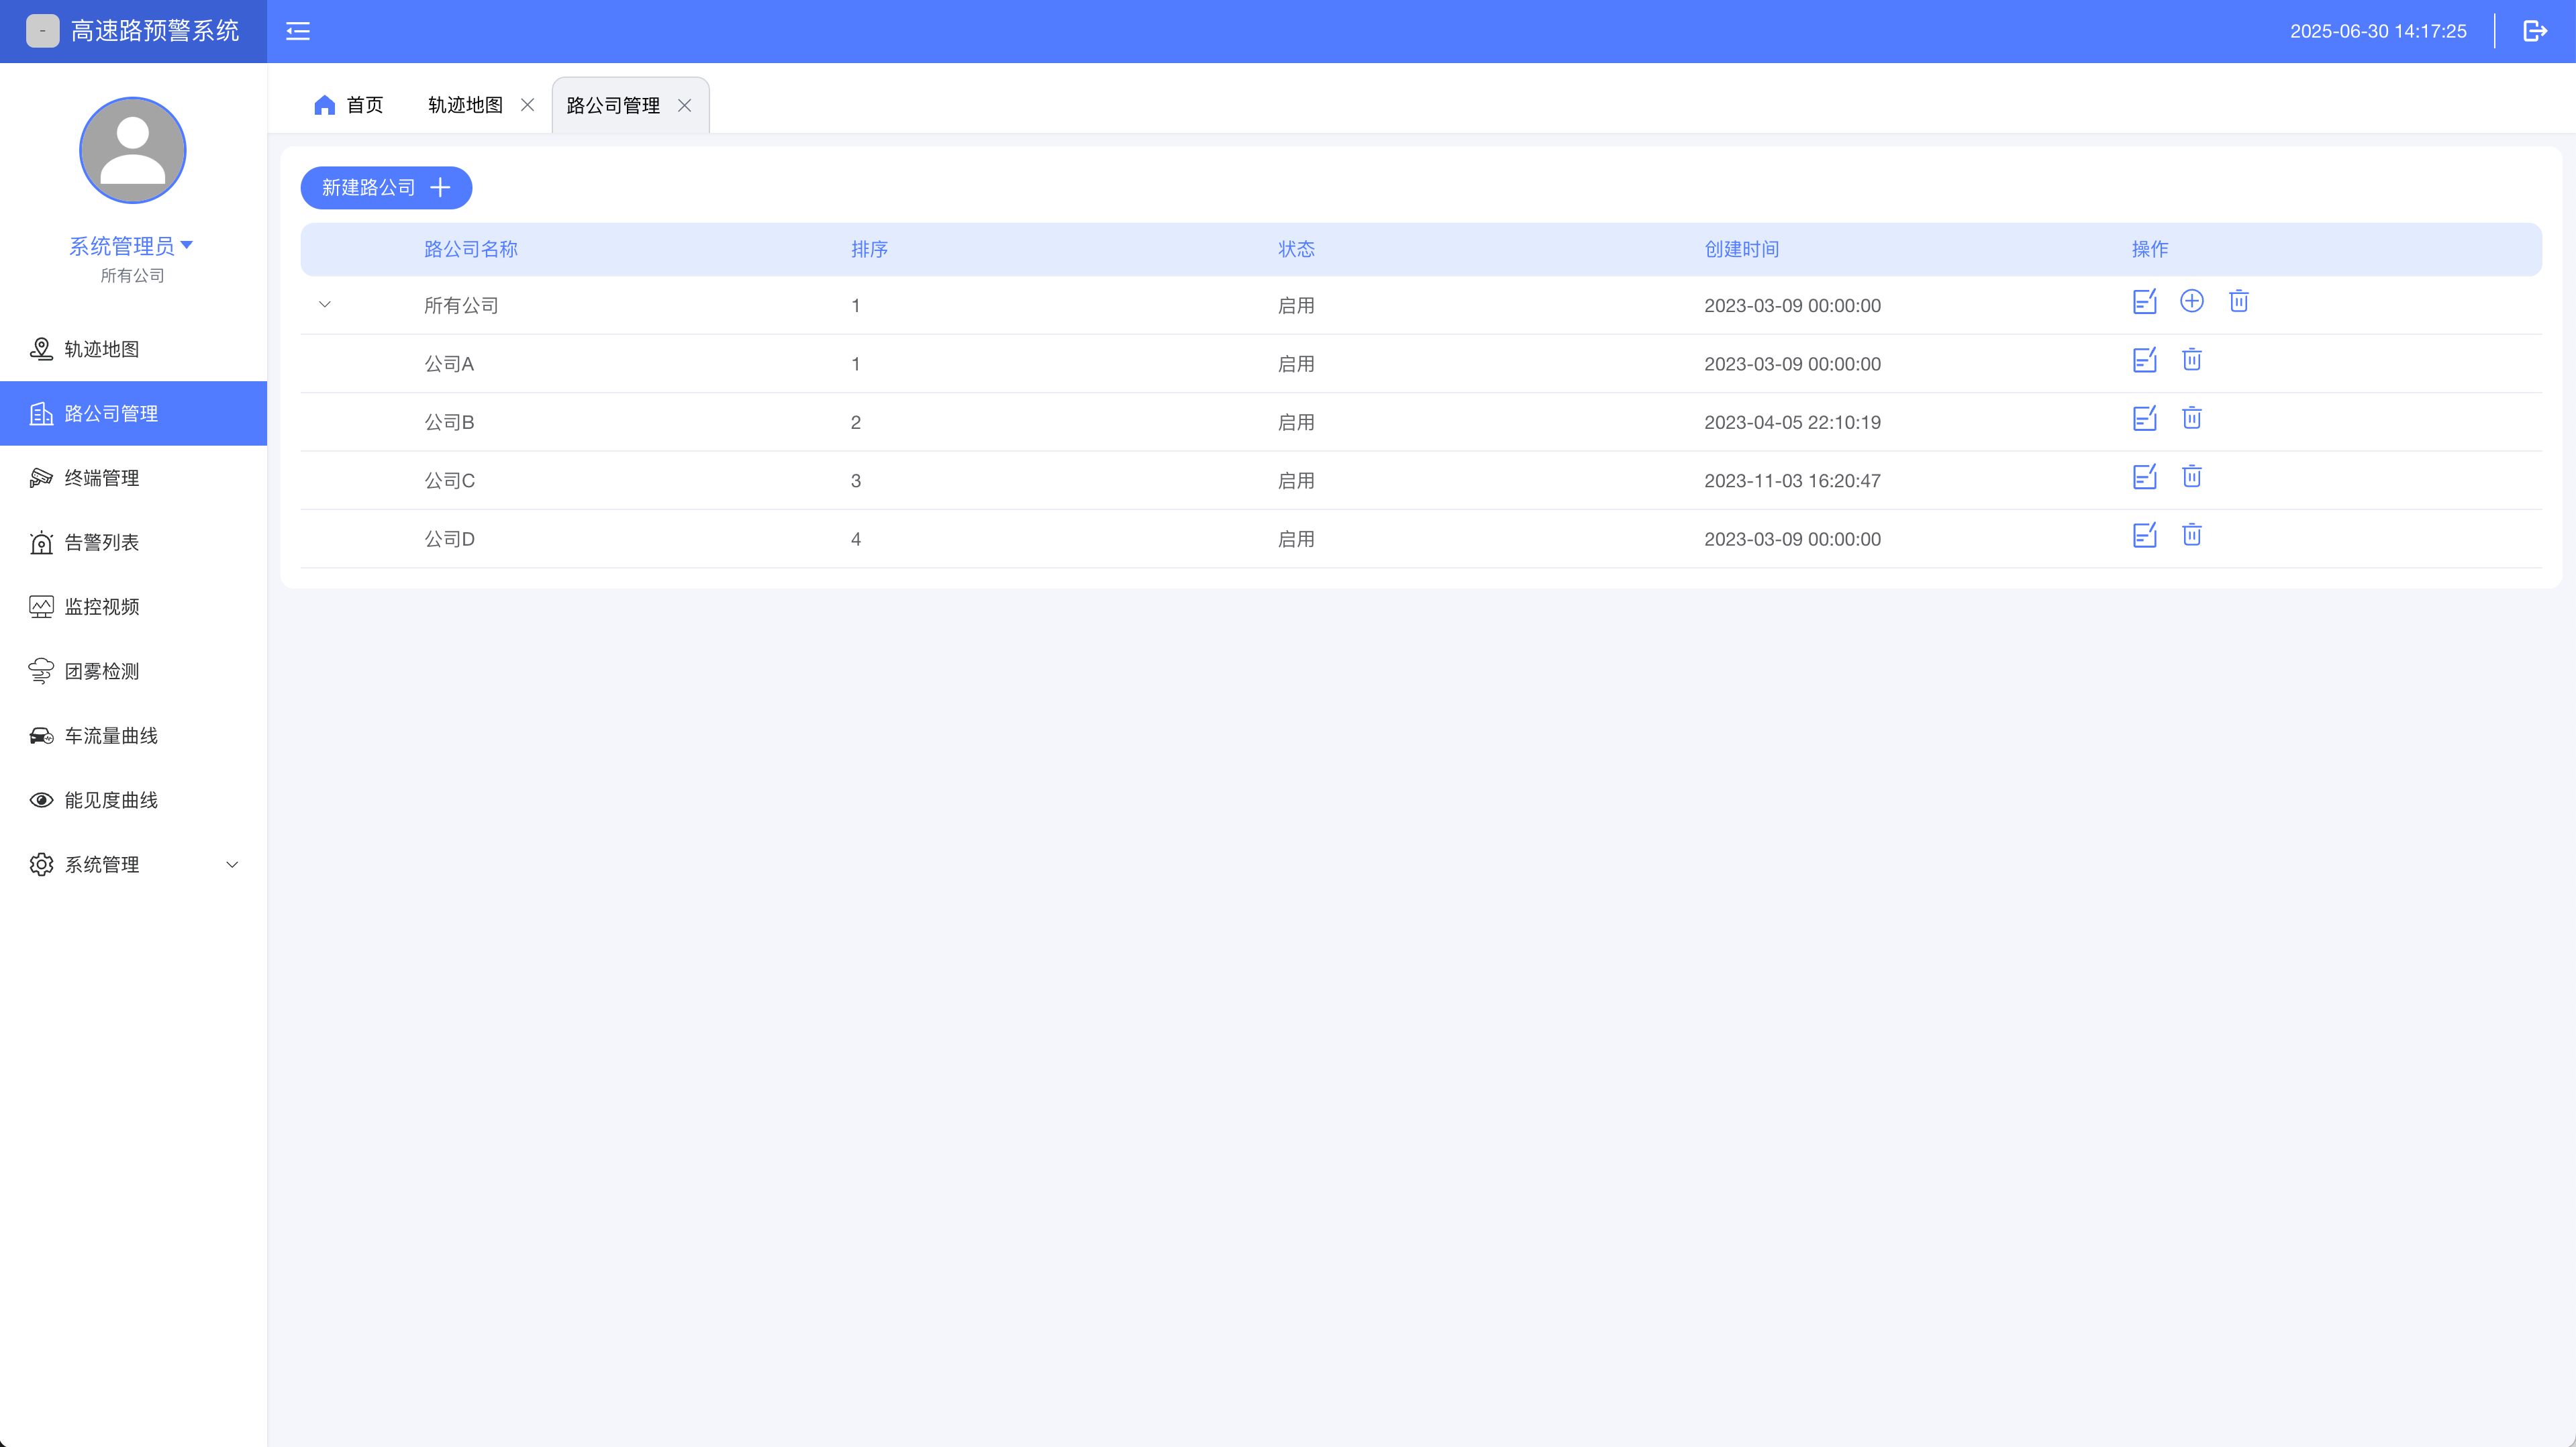 - 高速路预警系统
2025-06-30 14:17:25
首页 轨迹地图 路公司管理
系统管理员
所有公司
轨迹地图
路公司管理
终端管理
告警列表
监控视频
团雾检测
车流量曲线
能见度曲线
系统管理
新建路公司
路公司名称 排序 状态 创建时间 操作
所有公司 1 启用 2023-03-09 00:00:00
公司A 1 启用 2023-03-09 00:00:00
公司B 2 启用 2023-04-05 22:10:19
公司C 3 启用 2023-11-03 16:20:47
公司D 4 启用 2023-03-09 00:00:00